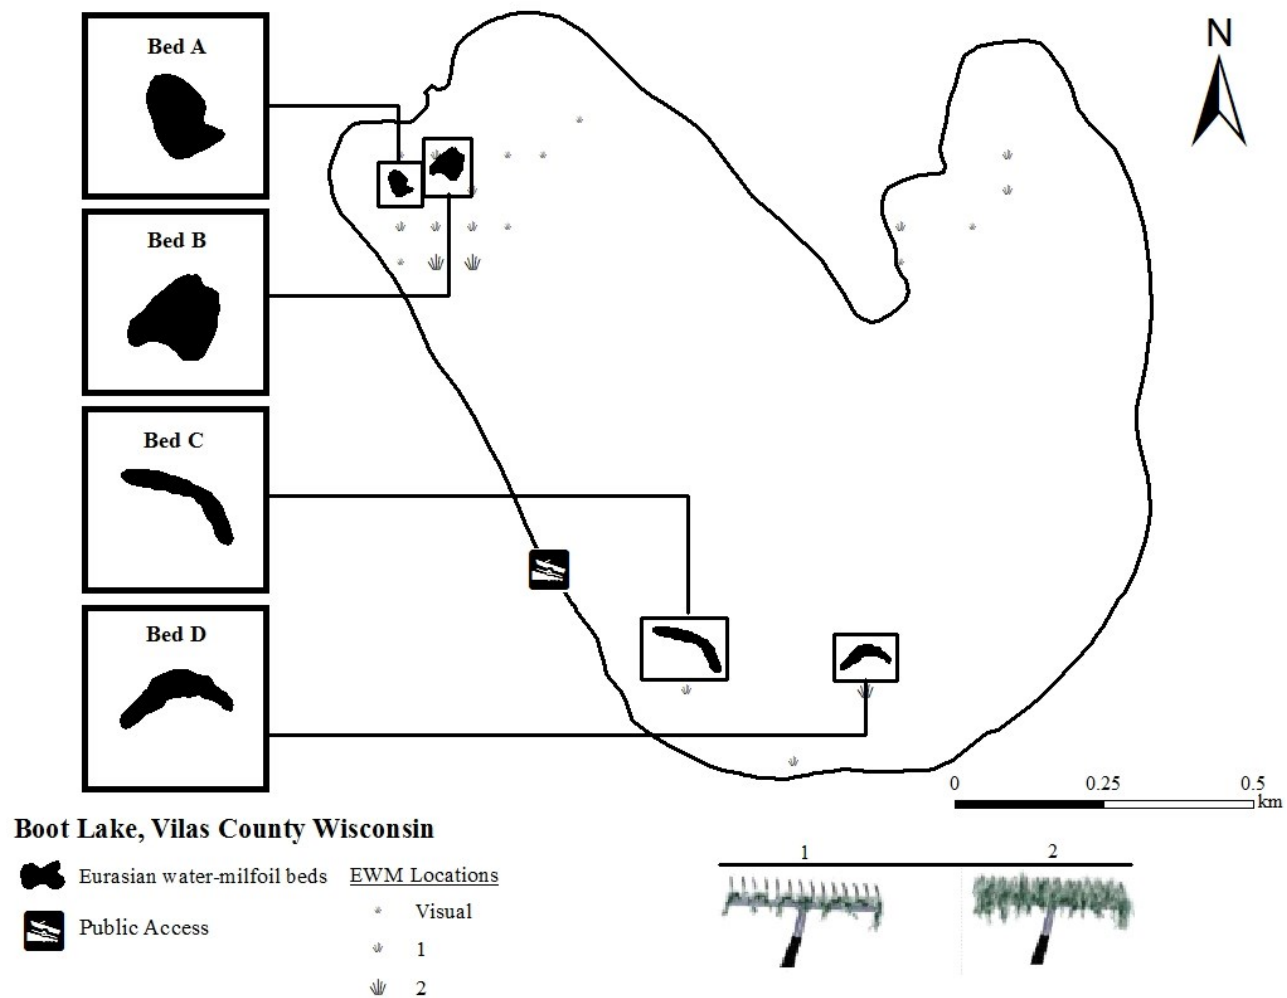 Bed A
Bed B
Bed C
Bed D
N
0 0.25 0.5
km
Boot Lake, Vilas County Wisconsin
Eurasian water-milfoil beds
Public Access
EWM Locations
Visual
1
2
1 2